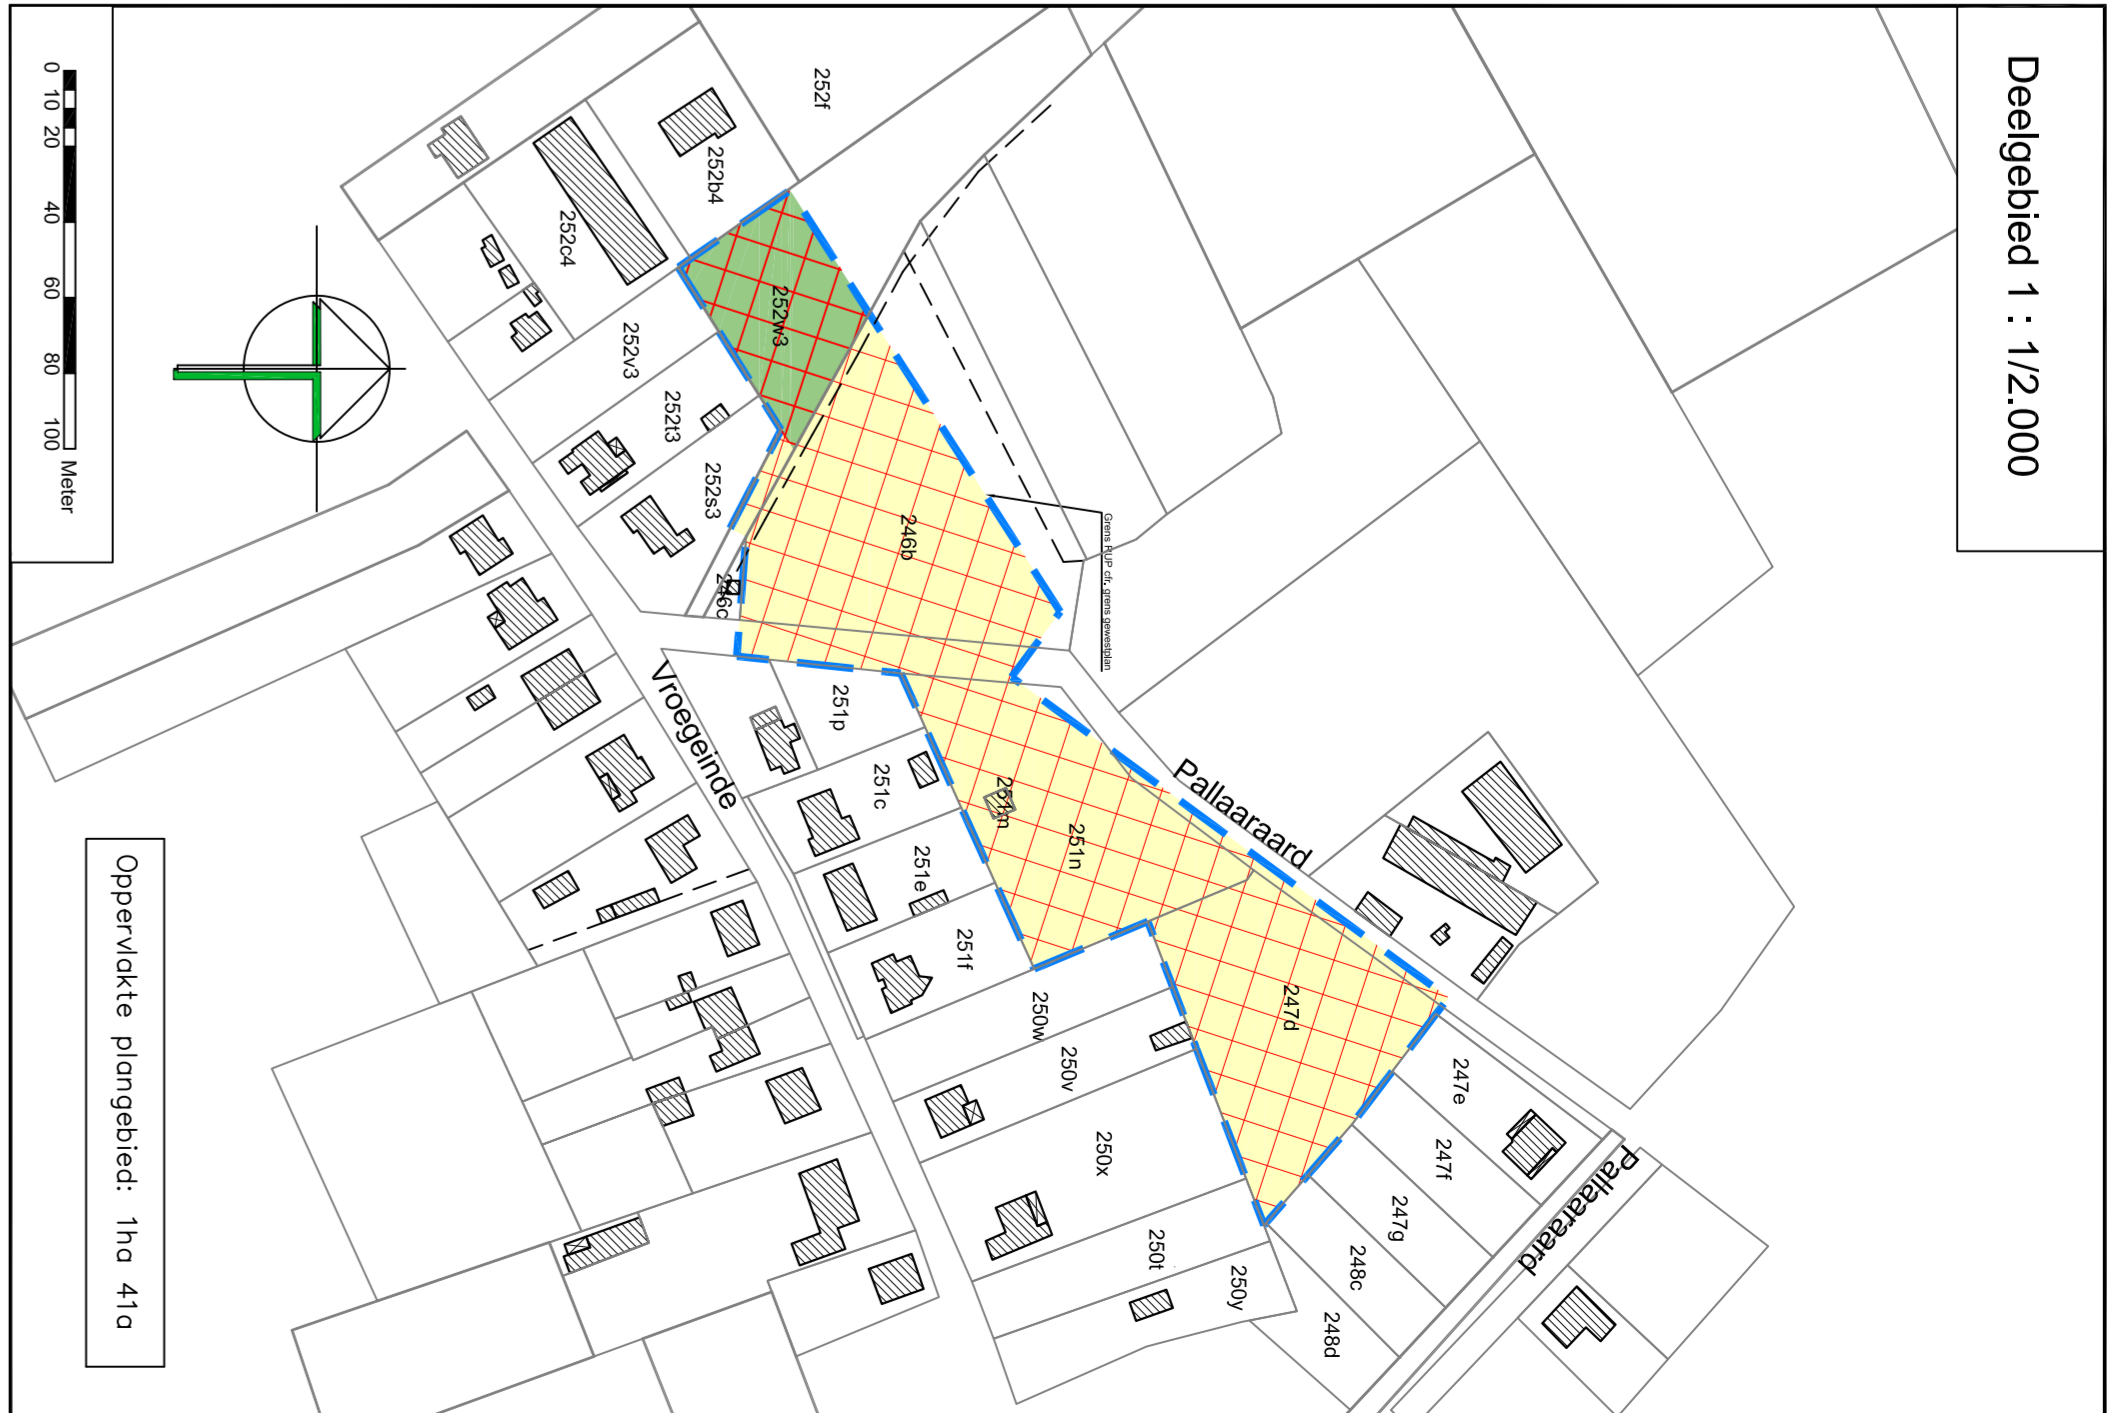 Deelgebied 1 : 1/2.000
0 10 20 40 60 80 100 Meter
Oppervlakte plangebied: 1ha 41a
Grens RUP cfr. grens gewestplan
Vroegeinde
Pallaaraard
Pallaaraard
252f
252b4
252c4
252w3
252v3
252t3
252s3
246b
246c
251p
251c
251m
251n
251e
251f
247d
250w
250v
247e
247f
250x
247g
250t
248c
250y
248d